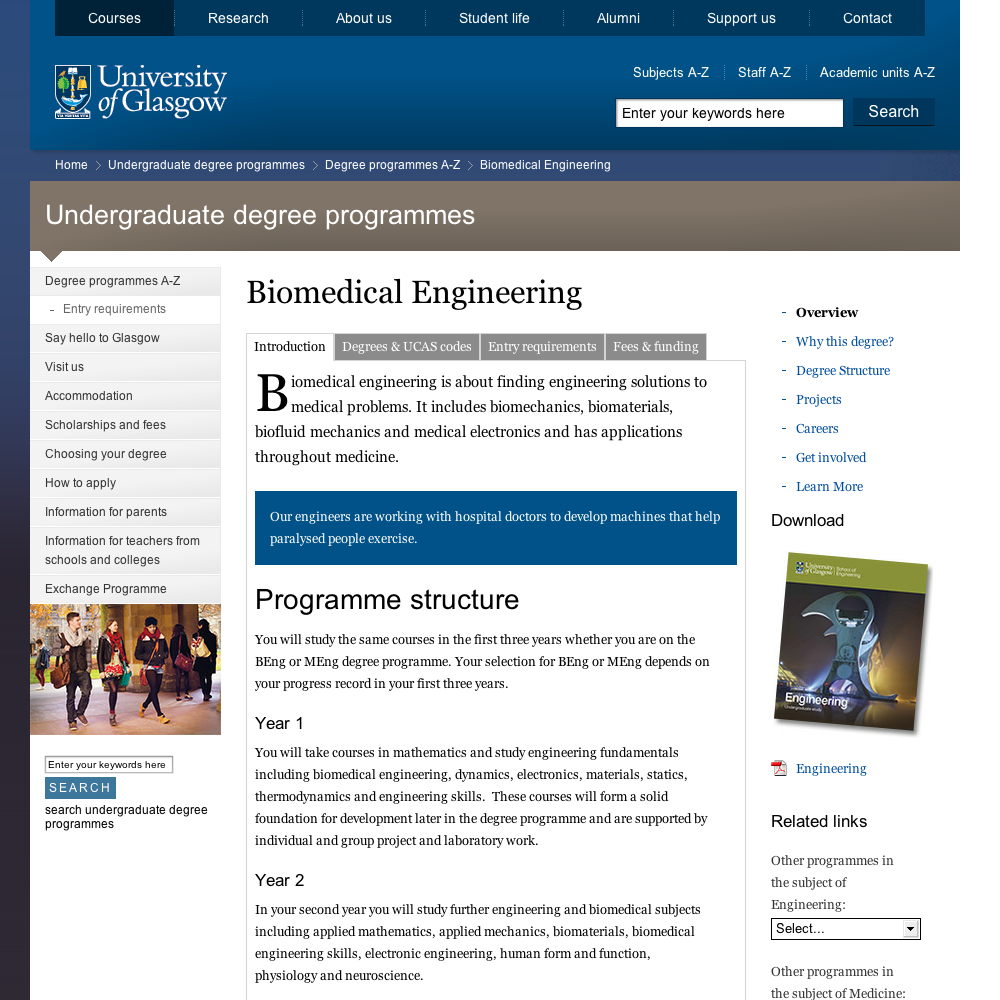 Courses
Research
About us
Student life
Alumni
Support us
Contact
Subjects A-Z
Staff A-Z
Academic units A-Z
University
of Glasgow
Enter your keywords here
Search
Home
Undergraduate degree programmes
Degree programmes A-Z
Biomedical Engineering
Undergraduate degree programmes
Degree programmes A-Z
- Entry requirements
Say hello to Glasgow
Visit us
Accommodation
Scholarships and fees
Choosing your degree
How to apply
Information for parents
Information for teachers from
schools and colleges
Exchange Programme
Enter your keywords here
SEARCH
search undergraduate degree
programmes
Biomedical Engineering
Introduction
Degrees & UCAS codes
Entry requirements
Fees & funding
Biomedical engineering is about finding engineering solutions to
medical problems. It includes biomechanics, biomaterials,
biofluid mechanics and medical electronics and has applications
throughout medicine.
Our engineers are working with hospital doctors to develop machines that help
paralysed people exercise.
Programme structure
You will study the same courses in the first three years whether you are on the
BEng or MEng degree programme. Your selection for BEng or MEng depends on
your progress record in your first three years.
Year 1
You will take courses in mathematics and study engineering fundamentals
including biomedical engineering, dynamics, electronics, materials, statics,
thermodynamics and engineering skills.  These courses will form a solid
foundation for development later in the degree programme and are supported by
individual and group project and laboratory work.
Year 2
In your second year you will study further engineering and biomedical subjects
including applied mathematics, applied mechanics, biomaterials, biomedical
engineering skills, electronic engineering, human form and function,
physiology and neuroscience.
- Overview
- Why this degree?
- Degree Structure
- Projects
- Careers
- Get involved
- Learn More
Download
University
of Glasgow
School of
Engineering
Engineering
Undergraduate study
Engineering
Related links
Other programmes in
the subject of
Engineering:
Select...
Other programmes in
the subject of Medicine: